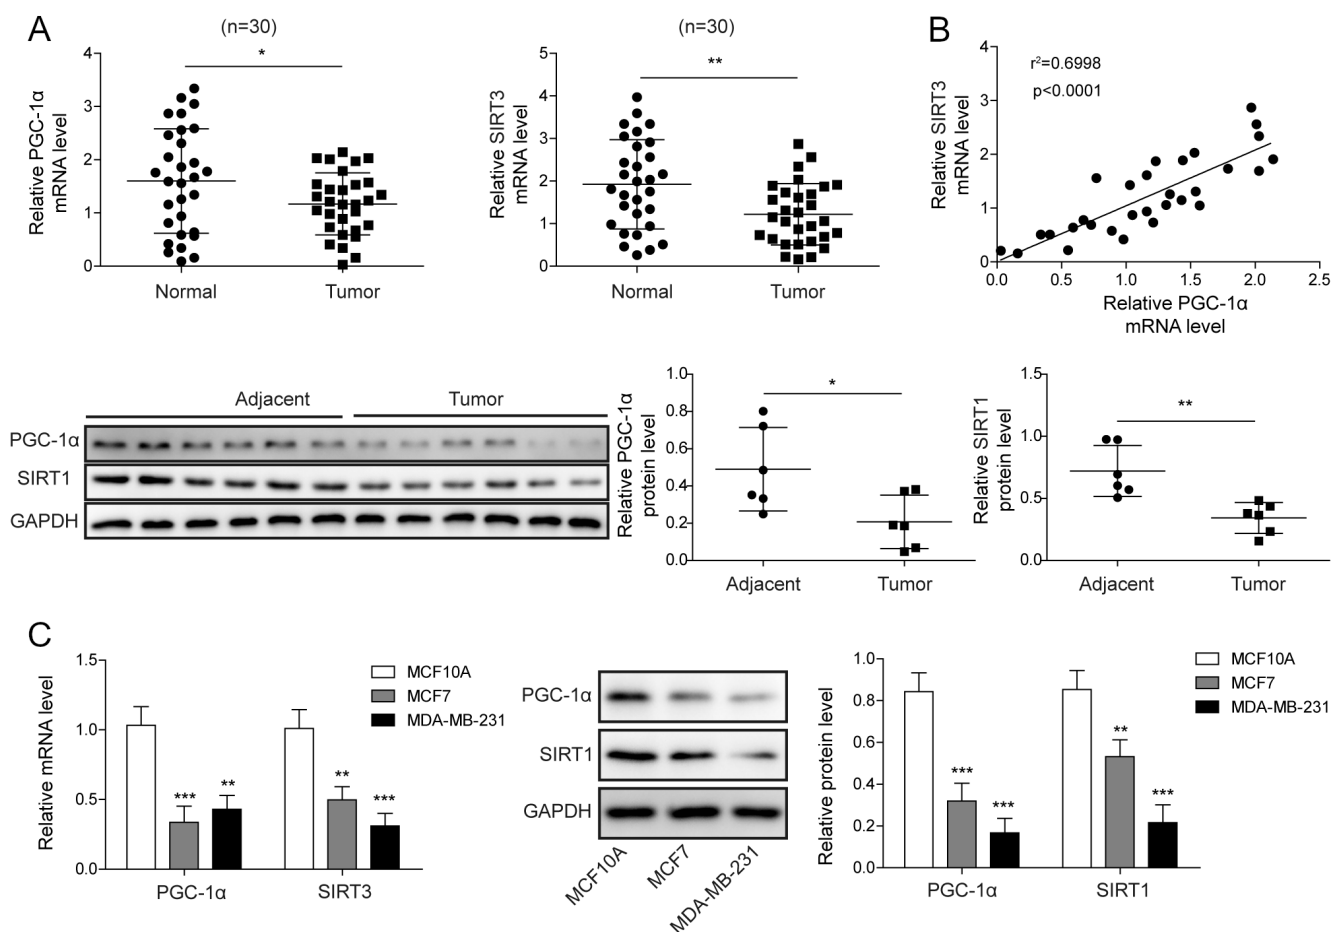 A
(n=30)
*
Relative PGC-1α
mRNA level
4
3
2
1
0
Normal
Tumor
(n=30)
**
Relative SIRT3
mRNA level
5
4
3
2
1
0
Normal
Tumor
B
r²=0.6998
p<0.0001
Relative SIRT3
mRNA level
4
3
2
1
0
0.0
0.5
1.0
1.5
2.0
2.5
Relative PGC-1α
mRNA level
Adjacent
Tumor
PGC-1α
SIRT1
GAPDH
*
Relative PGC-1α
protein level
1.0
0.8
0.6
0.4
0.2
0.0
Adjacent
Tumor
**
Relative SIRT1
protein level
1.5
1.0
0.5
0.0
Adjacent
Tumor
C
Relative mRNA level
1.5
1.0
0.5
0.0
MCF10A
MCF7
MDA-MB-231
***
**
**
***
PGC-1α
SIRT3
PGC-1α
SIRT1
GAPDH
MCF10A
MCF7
MDA-MB-231
Relative protein level
1.0
0.8
0.6
0.4
0.2
0.0
MCF10A
MCF7
MDA-MB-231
***
***
**
***
PGC-1α
SIRT1